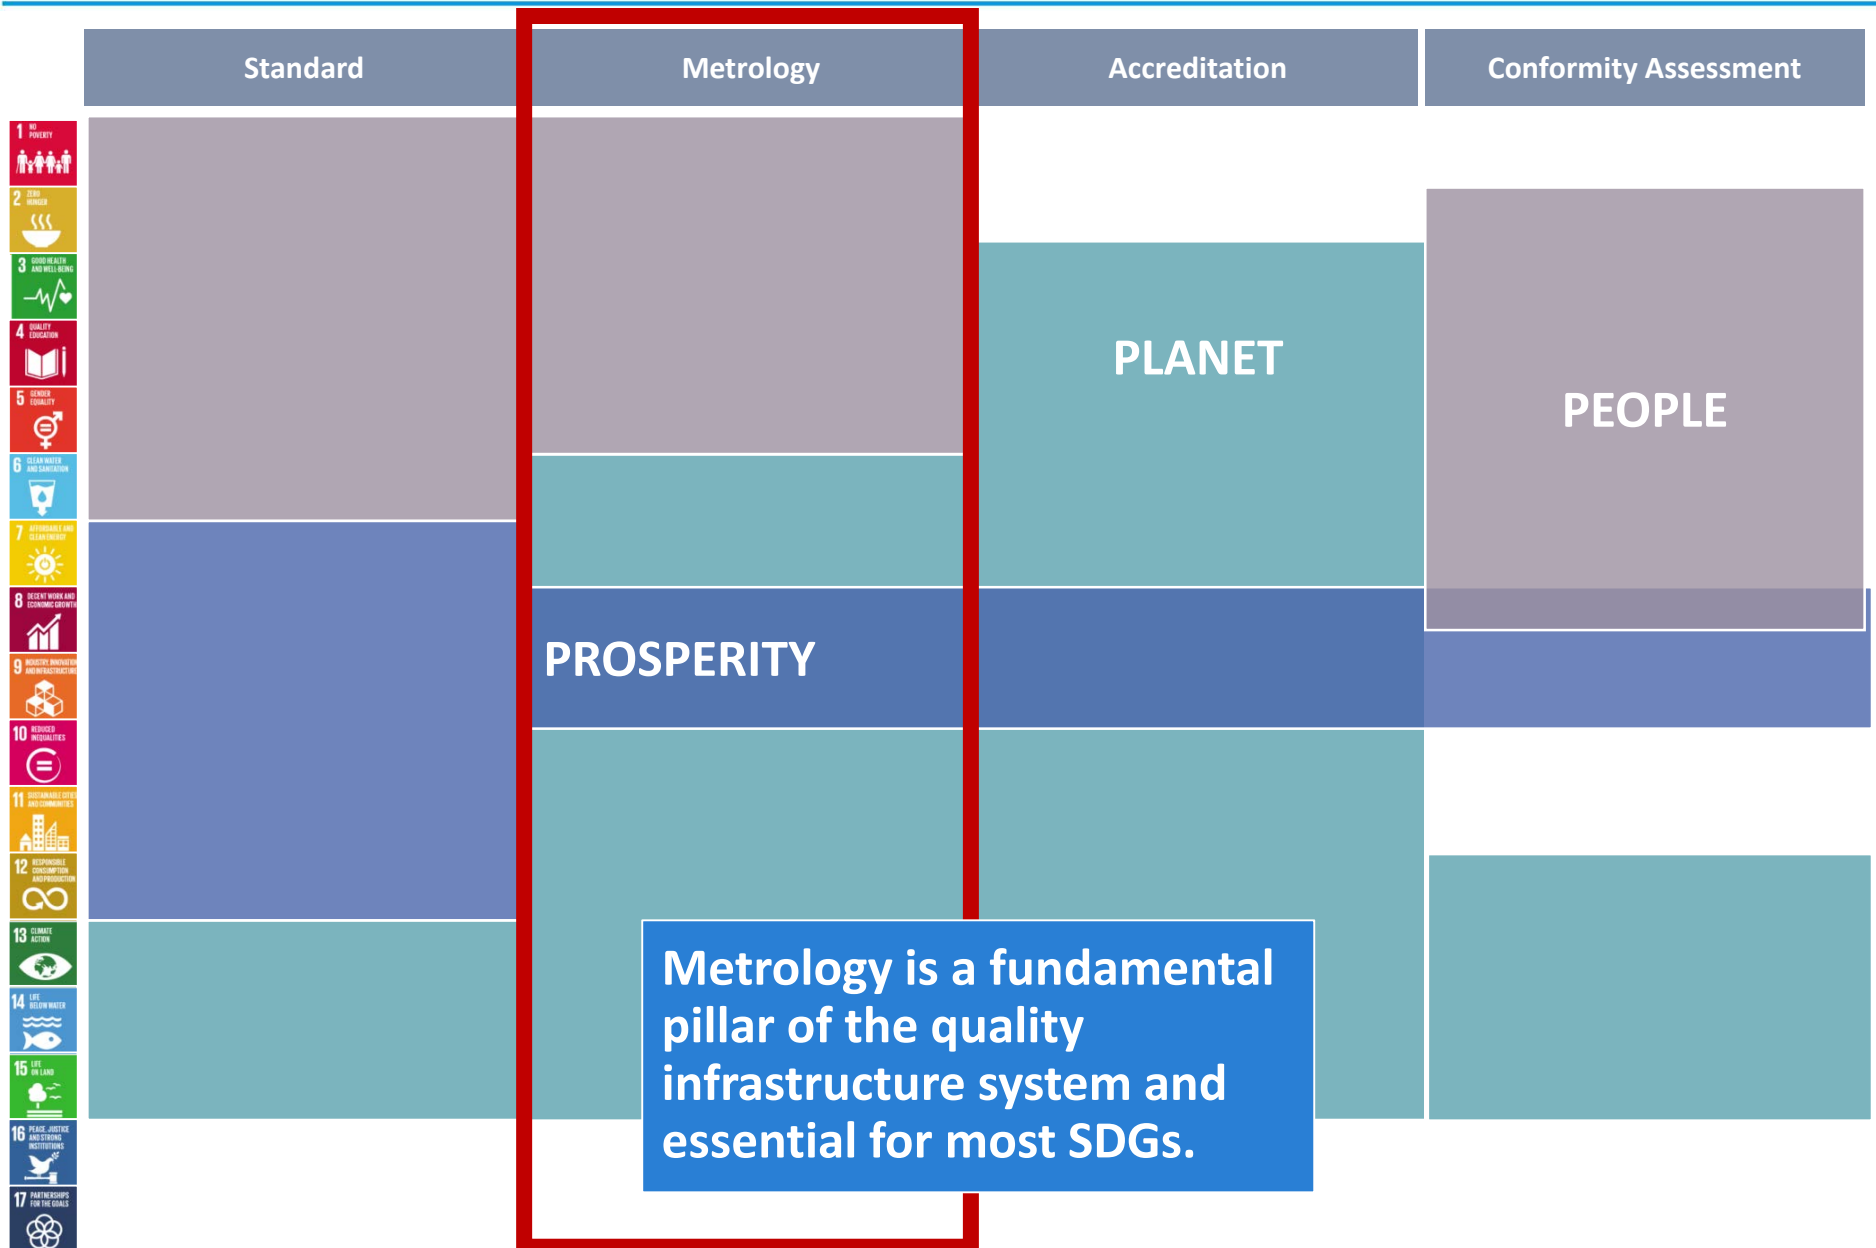 Standard
Metrology
Accreditation
Conformity Assessment
1 NO
POVERTY
2 ZERO
HUNGER
3 GOOD HEALTH
AND WELL-BEING
4 QUALITY
EDUCATION
5 GENDER
EQUALITY
6 CLEAN WATER
AND SANITATION
7 AFFORDABLE AND
CLEAN ENERGY
8 DECENT WORK AND
ECONOMIC GROWTH
9 INDUSTRY, INNOVATION
AND INFRASTRUCTURE
10 REDUCED
INEQUALITIES
11 SUSTAINABLE CITIES
AND COMMUNITIES
12 RESPONSIBLE
CONSUMPTION
AND PRODUCTION
13 CLIMATE
ACTION
14 LIFE
BELOW WATER
15 LIFE
ON LAND
16 PEACE, JUSTICE
AND STRONG
INSTITUTIONS
17 PARTNERSHIPS
FOR THE GOALS
PLANET
PEOPLE
PROSPERITY
Metrology is a fundamental
pillar of the quality
infrastructure system and
essential for most SDGs.